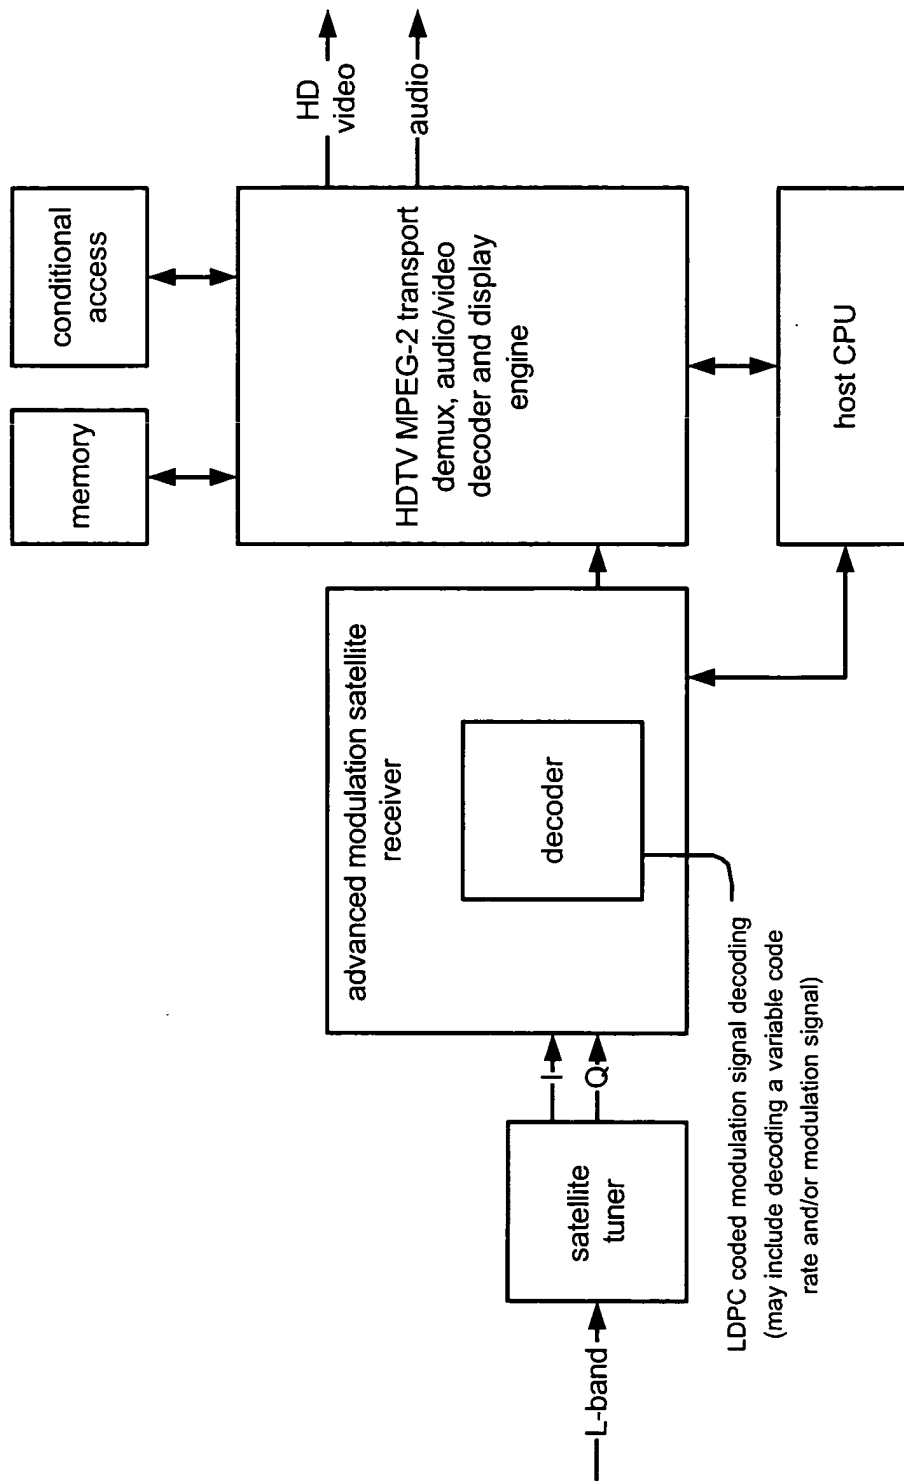 L-band
satellite
tuner
I
Q
advanced modulation satellite
receiver
decoder
LDPC coded modulation signal decoding
(may include decoding a variable code
rate and/or modulation signal)
memory
conditional
access
HDTV MPEG-2 transport
demux, audio/video
decoder and display
engine
host CPU
HD
video
audio